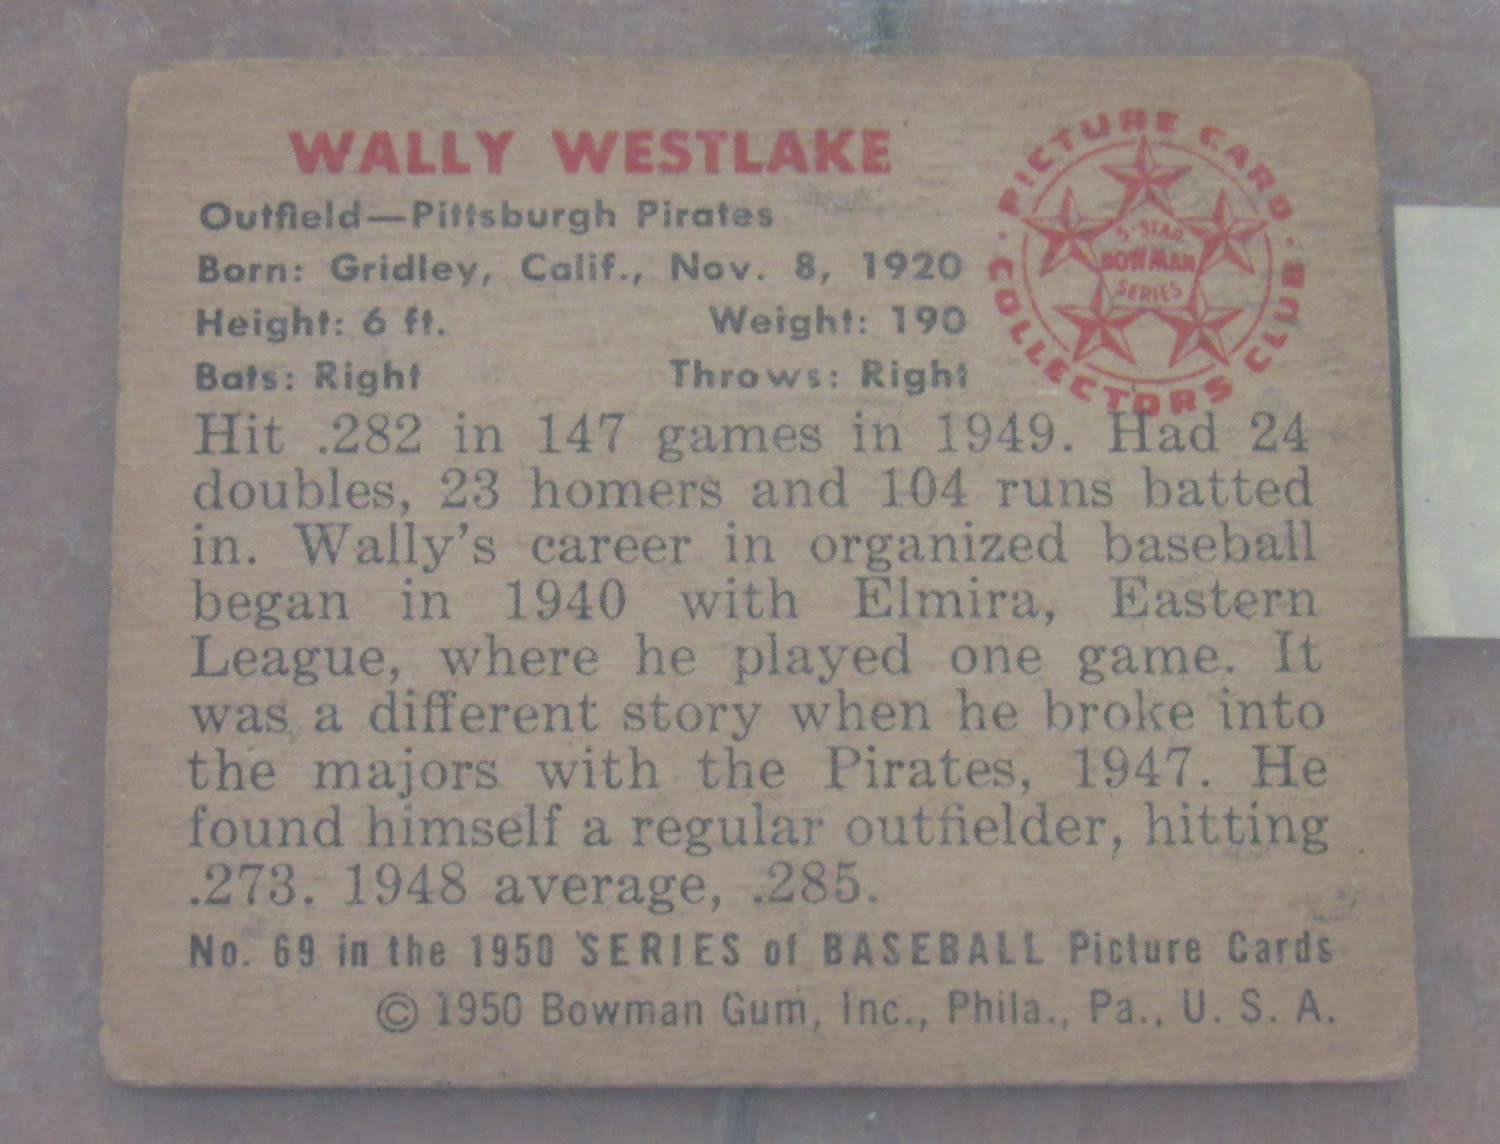 WALLY WESTLAKE
Outfield—Pittsburgh Pirates
Born: Gridley, Calif., Nov. 8, 1920
Height: 6 ft. Weight: 190
Bats: Right Throws: Right
PICTURE CARD COLLECTORS CLUB
5-STAR
BOWMAN
SERIES
Hit .282 in 147 games in 1949. Had 24
doubles, 23 homers and 104 runs batted
in. Wally's career in organized baseball
began in 1940 with Elmira, Eastern
League, where he played one game. It
was a different story when he broke into
the majors with the Pirates, 1947. He
found himself a regular outfielder, hitting
.273. 1948 average, .285.
No. 69 in the 1950 SERIES of BASEBALL Picture Cards
© 1950 Bowman Gum, Inc., Phila., Pa., U. S. A.